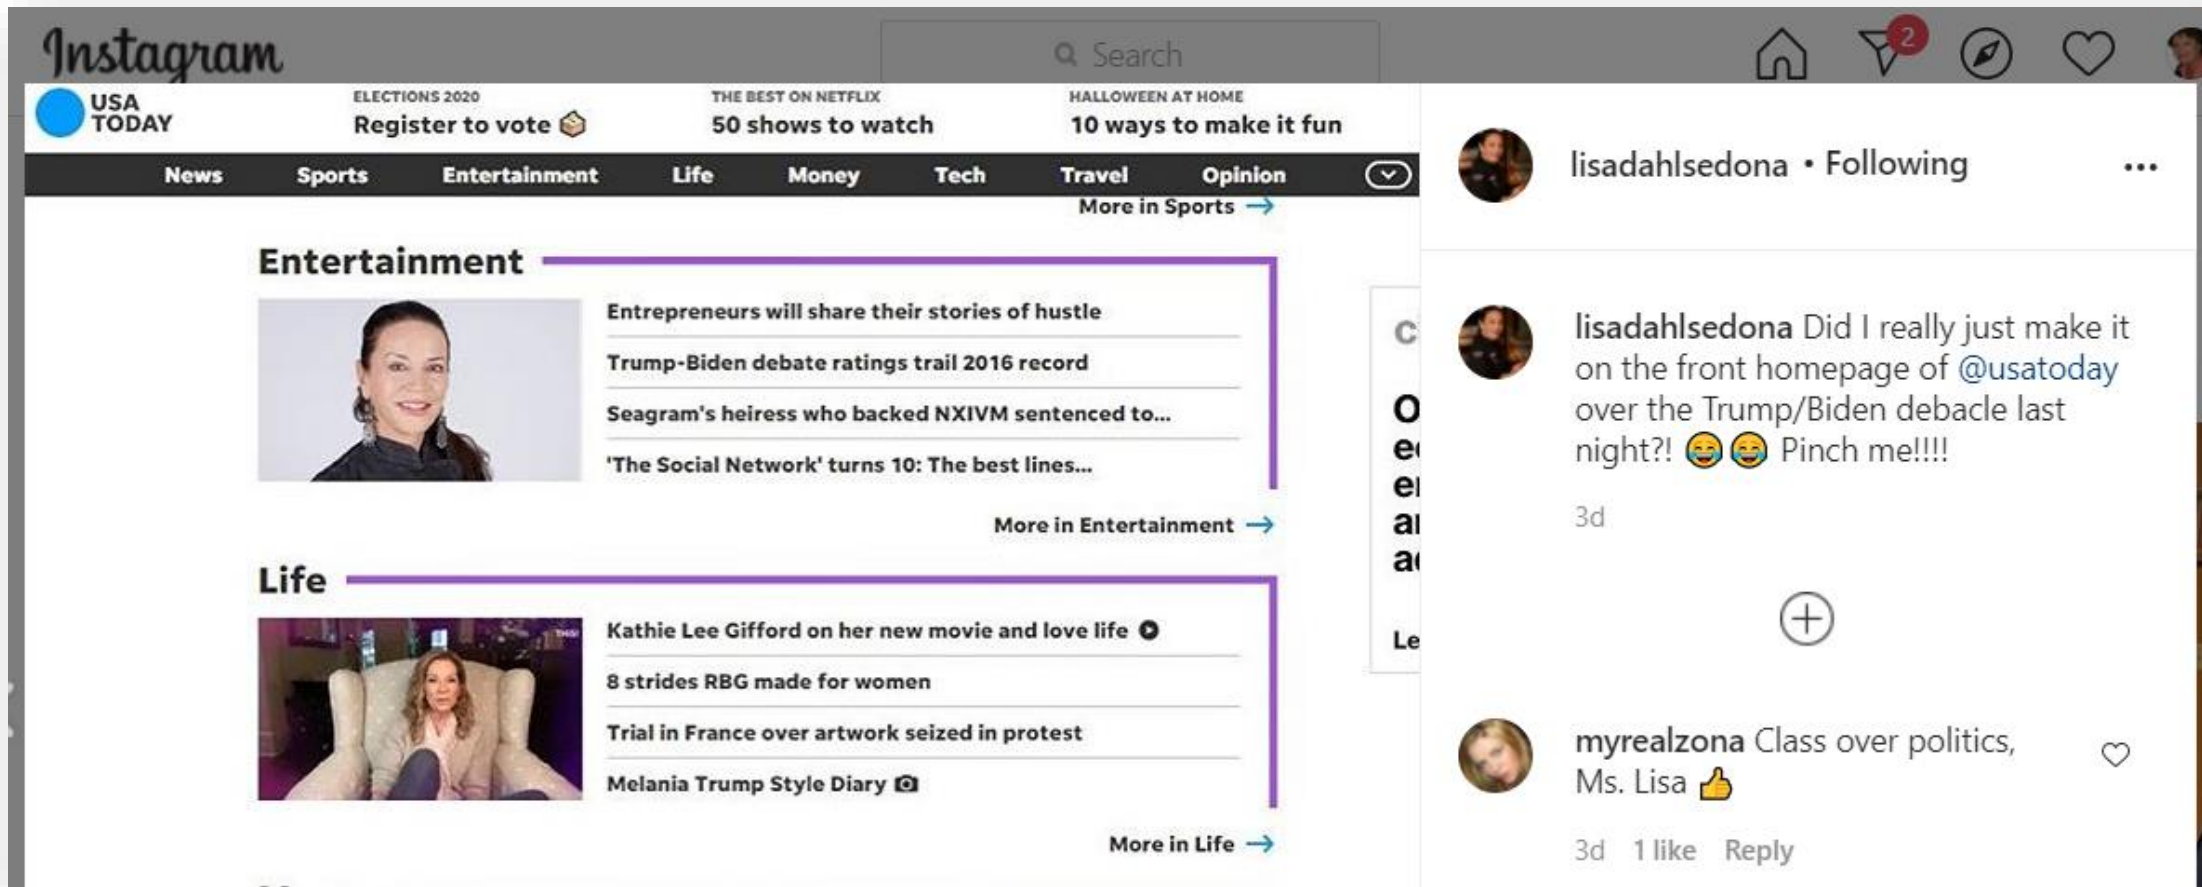 Instagram
Search
2
USA
TODAY
ELECTIONS 2020
Register to vote
THE BEST ON NETFLIX
50 shows to watch
HALLOWEEN AT HOME
10 ways to make it fun
News Sports Entertainment Life Money Tech Travel Opinion
More in Sports →
Entertainment
Entrepreneurs will share their stories of hustle
Trump-Biden debate ratings trail 2016 record
Seagram's heiress who backed NXIVM sentenced to...
'The Social Network' turns 10: The best lines...
More in Entertainment →
Life
Kathie Lee Gifford on her new movie and love life
8 strides RBG made for women
Trial in France over artwork seized in protest
Melania Trump Style Diary
More in Life →
lisadahlsedona • Following
lisadahlsedona Did I really just make it
on the front homepage of @usatoday
over the Trump/Biden debacle last
night?! 😂😂 Pinch me!!!!
3d
myrealzona Class over politics,
Ms. Lisa 👍
3d 1 like Reply